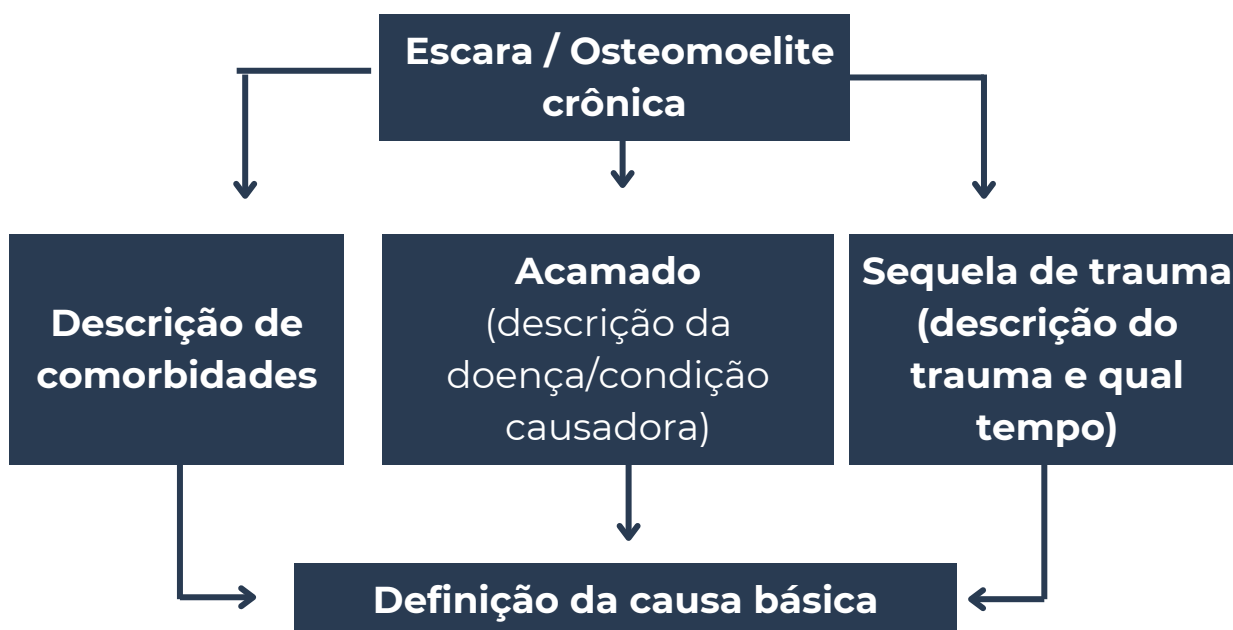 Escara / Osteomoelite
crônica
Descrição de
comorbidades
Acamado
(descrição da
doença/condição
causadora)
Sequela de trauma
(descrição do
trauma e qual
tempo)
Definição da causa básica